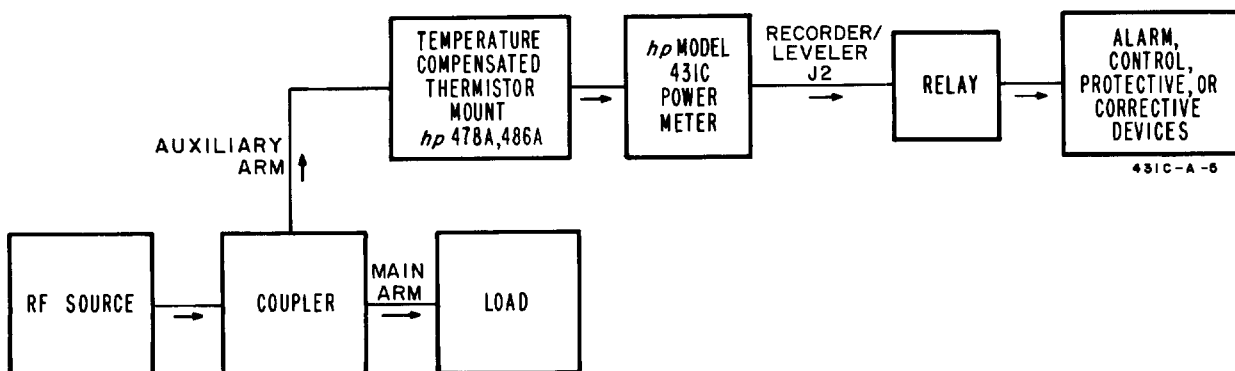 TEMPERATURE
COMPENSATED
THERMISTOR
MOUNT
hp 478A,486A
hp MODEL
431C
POWER
METER
RECORDER/
LEVELER
J2
RELAY
ALARM,
CONTROL,
PROTECTIVE, OR
CORRECTIVE
DEVICES
431C-A-5
AUXILIARY
ARM
RF SOURCE
COUPLER
MAIN
ARM
LOAD